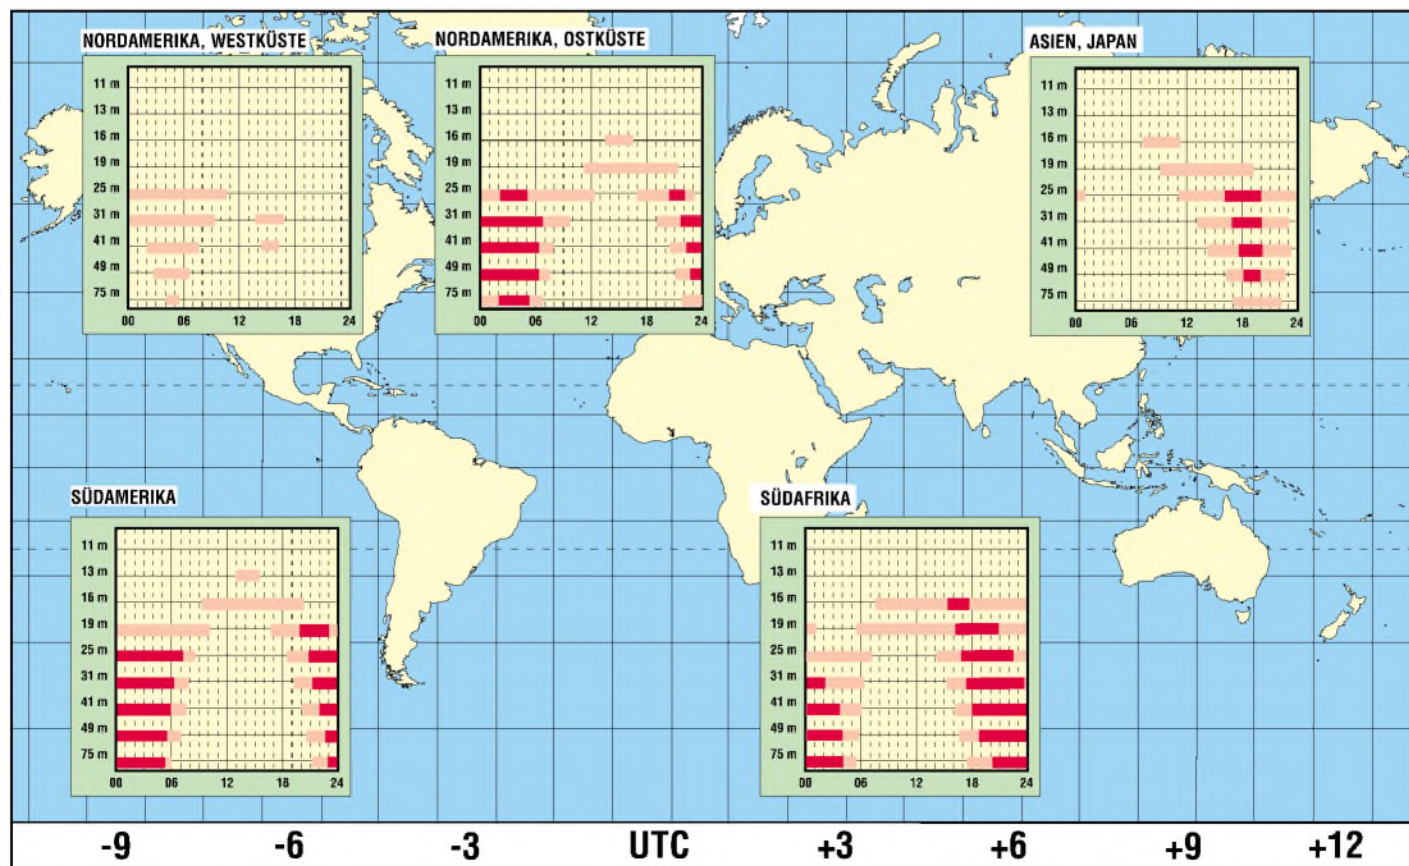 NORDAMERIKA, WESTKÜSTE
11 m
13 m
16 m
19 m
25 m
31 m
41 m
49 m
75 m
00 06 12 18 24
NORDAMERIKA, OSTKÜSTE
11 m
13 m
16 m
19 m
25 m
31 m
41 m
49 m
75 m
00 06 12 18 24
ASIEN, JAPAN
11 m
13 m
16 m
19 m
25 m
31 m
41 m
49 m
75 m
00 06 12 18 24
SÜDAMERIKA
11 m
13 m
16 m
19 m
25 m
31 m
41 m
49 m
75 m
00 06 12 18 24
SÜDAFRIKA
11 m
13 m
16 m
19 m
25 m
31 m
41 m
49 m
75 m
00 06 12 18 24
-9 -6 -3 UTC +3 +6 +9 +12